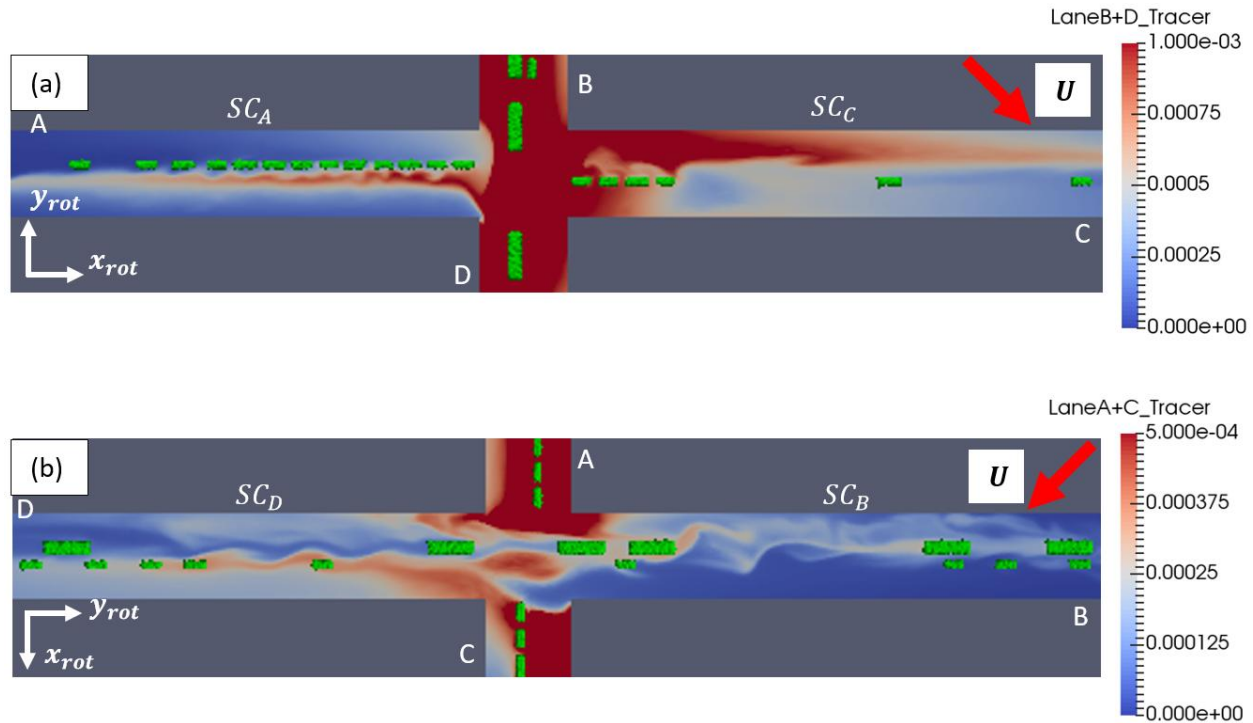 LaneB+D_Tracer
(a)
B
U
1.000e-03
A
SC_A
SC_C
0.00075
0.0005
y_rot
x_rot
D
C
0.00025
0.000e+00
LaneA+C_Tracer
(b)
A
U
5.000e-04
D
SC_D
SC_B
0.000375
0.00025
y_rot
x_rot
C
B
0.000125
0.000e+00